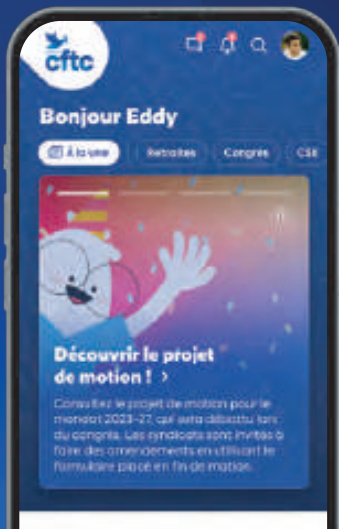 cftc
Bonjour Eddy
À la une Retraites Congrès CSE
Découvrir le projet
de motion ! >
Consultez le projet de motion pour le
mandat 2023-27, qui sera débattu lors
du congrès. Les syndicats sont invités à
faire des amendements en utilisant le
formulaire placé en fin de motion.